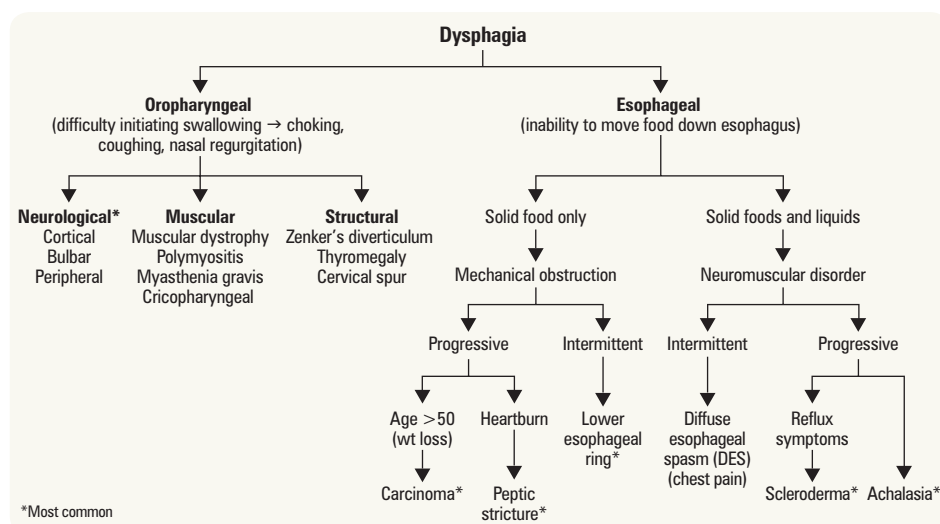 Dysphagia
Oropharyngeal
(difficulty initiating swallowing → choking,
coughing, nasal regurgitation)
Esophageal
(inability to move food down esophagus)
Neurological*
Cortical
Bulbar
Peripheral
Muscular
Muscular dystrophy
Polymyositis
Myasthenia gravis
Cricopharyngeal
Structural
Zenker's diverticulum
Thyromegaly
Cervical spur
Solid food only
Solid foods and liquids
Mechanical obstruction
Neuromuscular disorder
Progressive
Intermittent
Intermittent
Progressive
Age >50
(wt loss)
Heartburn
Lower
esophageal
ring*
Diffuse
esophageal
spasm (DES)
(chest pain)
Reflux
symptoms
Carcinoma*
Peptic
stricture*
Scleroderma*
Achalasia*
*Most common